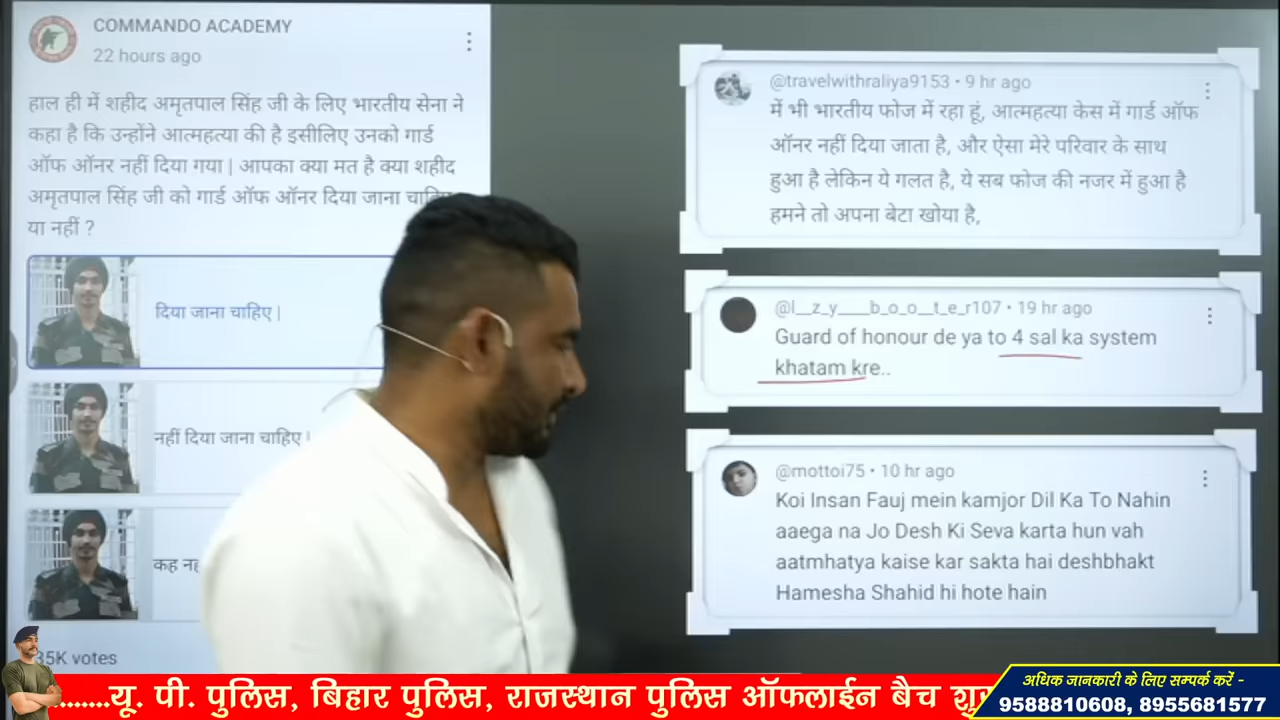 COMMANDO ACADEMY
22 hours ago
हाल ही में शहीद अमृतपाल सिंह जी के लिए भारतीय सेना ने
कहा है कि उन्होंने आत्महत्या की है इसीलिए उनको गार्ड
ऑफ ऑनर नहीं दिया गया | आपका क्या मत है क्या शहीद
अमृतपाल सिंह जी को गार्ड ऑफ ऑनर दिया जाना चाहिए
या नहीं ?
दिया जाना चाहिए |
नहीं दिया जाना चाहिए |
कह
35K votes
@travelwithraliya9153 • 9 hr ago
में भी भारतीय फोज में रहा हूं, आत्महत्या केस में गार्ड ऑफ
ऑनर नहीं दिया जाता है, और ऐसा मेरे परिवार के साथ
हुआ है लेकिन ये गलत है, ये सब फोज की नजर में हुआ है
हमने तो अपना बेटा खोया है,
@l__z_y____b_o_o__t_e_r107 • 19 hr ago
Guard of honour de ya to 4 sal ka system
khatam kre..
@mottoi75 • 10 hr ago
Koi Insan Fauj mein kamjor Dil Ka To Nahin
aaega na Jo Desh Ki Seva karta hun vah
aatmhatya kaise kar sakta hai deshbhakt
Hamesha Shahid hi hote hain
.......यू. पी. पुलिस, बिहार पुलिस, राजस्थान पुलिस ऑफलाईन बैच
अधिक जानकारी के लिए सम्पर्क करें -
9588810608, 8955681577